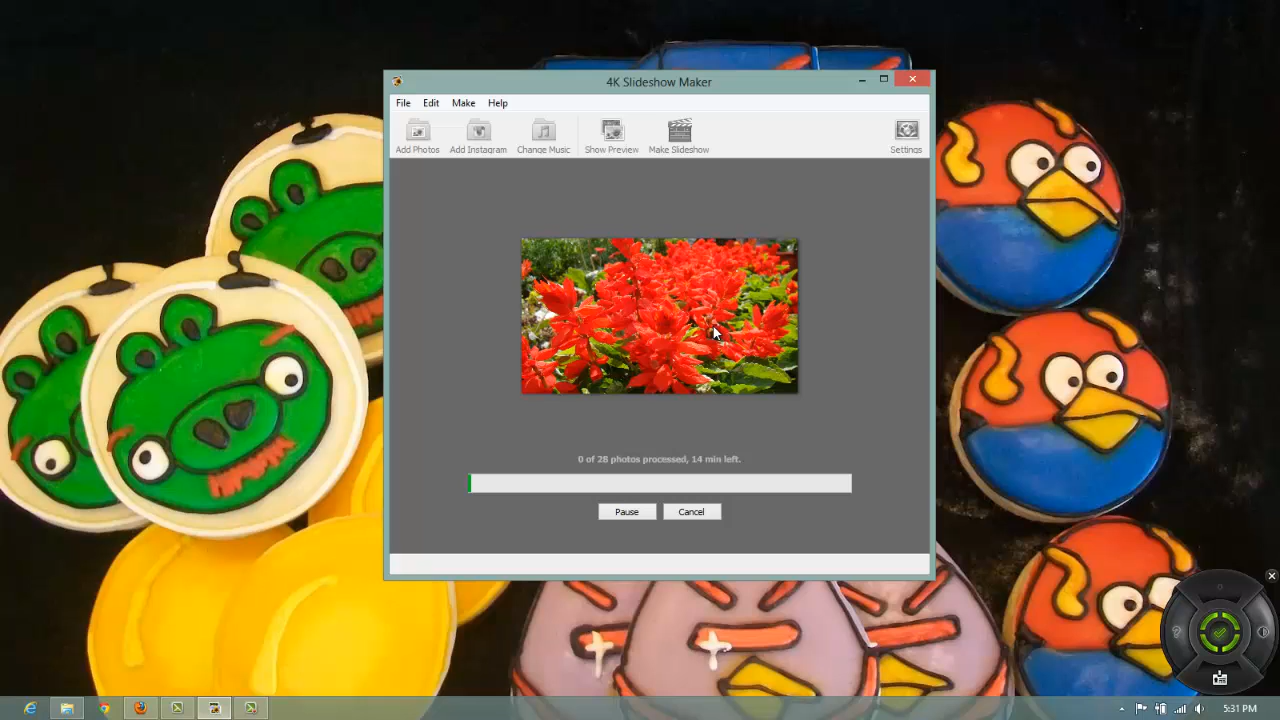 4K Slideshow Maker
File Edit Make Help
Add Photos Add Instagram Change Music Show Preview Make Slideshow Settings
0 of 28 photos processed, 14 min left.
Pause Cancel
5:31 PM